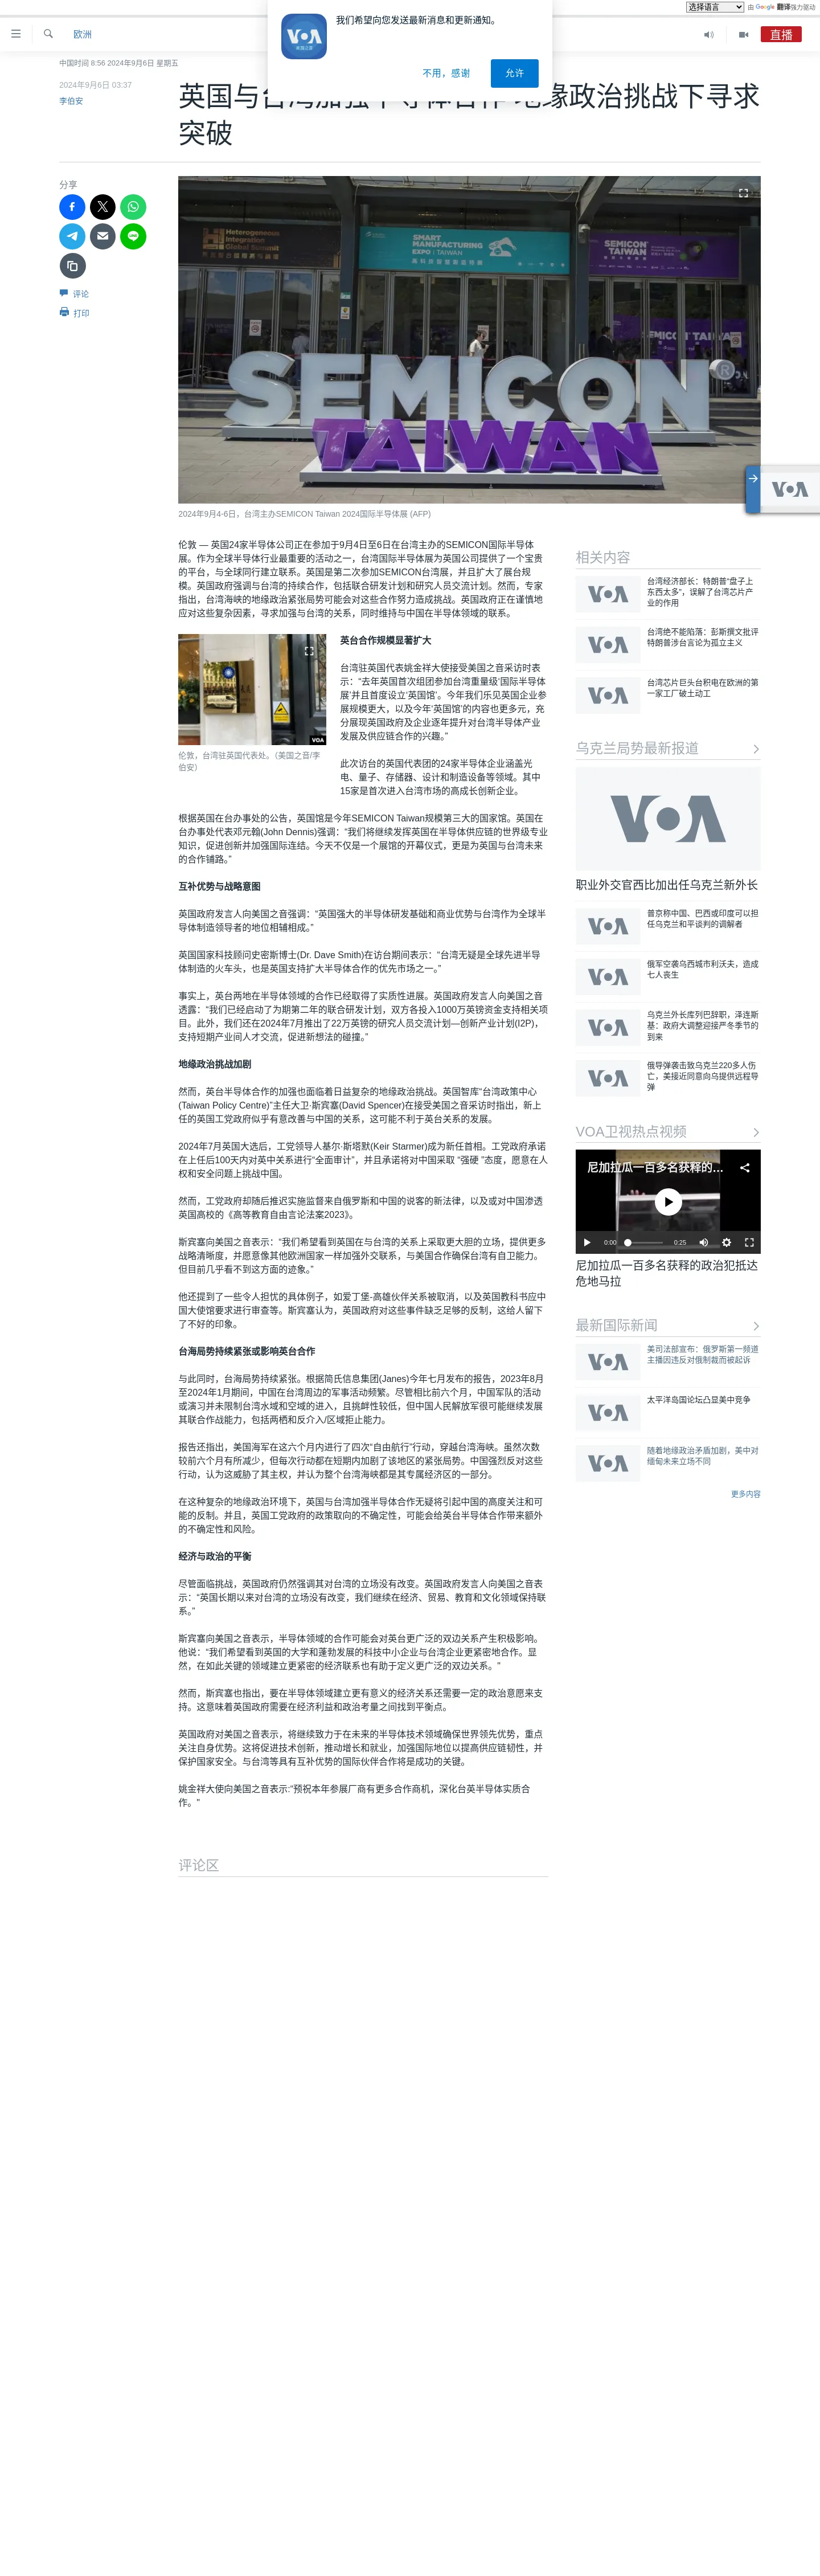 选择语言 由 Google 翻译强力驱动
我们希望向您发送最新消息和更新通知。
不用，感谢
允许
欧洲
直播
中国时间 8:56 2024年9月6日 星期五
2024年9月6日 03:37
李伯安
英国与台湾加强半导体合作 地缘政治挑战下寻求
突破
分享
评论
打印
Heterogeneous
Integration Global
Summit
SMART
MANUFACTURING
EXPO | TAIWAN
SEMICON
TAIWAN
SEMICON
TAIWAN
2024年9月4-6日，台湾主办SEMICON Taiwan 2024国际半导体展 (AFP)
伦敦 — 英国24家半导体公司正在参加于9月4日至6日在台湾主办的SEMICON国际半导体
展。作为全球半导体行业最重要的活动之一，台湾国际半导体展为英国公司提供了一个宝贵
的平台，与全球同行建立联系。英国是第二次参加SEMICON台湾展，并且扩大了展台规
模。英国政府强调与台湾的持续合作，包括联合研发计划和研究人员交流计划。然而，专家
指出，台湾海峡的地缘政治紧张局势可能会对这些合作努力造成挑战。英国政府正在谨慎地
应对这些复杂因素，寻求加强与台湾的关系，同时维持与中国在半导体领域的联系。
VOA
伦敦，台湾驻英国代表处。（美国之音/李
伯安）
英台合作规模显著扩大
台湾驻英国代表姚金祥大使接受美国之音采访时表
示：“去年英国首次组团参加台湾重量级‘国际半导体
展’并且首度设立‘英国馆’。今年我们乐见英国企业参
展规模更大，以及今年‘英国馆’的内容也更多元，充
分展现英国政府及企业逐年提升对台湾半导体产业
发展及供应链合作的兴趣。”
此次访台的英国代表团的24家半导体企业涵盖光
电、量子、存储器、设计和制造设备等领域。其中
15家是首次进入台湾市场的高成长创新企业。
根据英国在台办事处的公告，英国馆是今年SEMICON Taiwan规模第三大的国家馆。英国在
台办事处代表邓元翰(John Dennis)强调：“我们将继续发挥英国在半导体供应链的世界级专业
知识，促进创新并加强国际连结。今天不仅是一个展馆的开幕仪式，更是为英国与台湾未来
的合作铺路。”
互补优势与战略意图
英国政府发言人向美国之音强调：“英国强大的半导体研发基础和商业优势与台湾作为全球半
导体制造领导者的地位相辅相成。”
英国国家科技顾问史密斯博士(Dr. Dave Smith)在访台期间表示：“台湾无疑是全球先进半导
体制造的火车头，也是英国支持扩大半导体合作的优先市场之一。”
事实上，英台两地在半导体领域的合作已经取得了实质性进展。英国政府发言人向美国之音
透露：“我们已经启动了为期第二年的联合研发计划，双方各投入1000万英镑资金支持相关项
目。此外，我们还在2024年7月推出了22万英镑的研究人员交流计划—创新产业计划(I2P)，
支持短期产业间人才交流，促进新想法的碰撞。”
地缘政治挑战加剧
然而，英台半导体合作的加强也面临着日益复杂的地缘政治挑战。英国智库“台湾政策中心
(Taiwan Policy Centre)”主任大卫·斯宾塞(David Spencer)在接受美国之音采访时指出，新上
任的英国工党政府似乎有意改善与中国的关系，这可能不利于英台关系的发展。
2024年7月英国大选后，工党领导人基尔·斯塔默(Keir Starmer)成为新任首相。工党政府承诺
在上任后100天内对英中关系进行“全面审计”，并且承诺将对中国采取 “强硬 ”态度，愿意在人
权和安全问题上挑战中国。
然而，工党政府却随后推迟实施监督来自俄罗斯和中国的说客的新法律，以及或对中国渗透
英国高校的《高等教育自由言论法案2023》。
斯宾塞向美国之音表示：“我们希望看到英国在与台湾的关系上采取更大胆的立场，提供更多
战略清晰度，并愿意像其他欧洲国家一样加强外交联系，与美国合作确保台湾有自卫能力。
但目前几乎看不到这方面的迹象。”
他还提到了一些令人担忧的具体例子，如爱丁堡-高雄伙伴关系被取消，以及英国教科书应中
国大使馆要求进行审查等。斯宾塞认为，英国政府对这些事件缺乏足够的反制，这给人留下
了不好的印象。
台海局势持续紧张或影响英台合作
与此同时，台海局势持续紧张。根据简氏信息集团(Janes)今年七月发布的报告，2023年8月
至2024年1月期间，中国在台湾周边的军事活动频繁。尽管相比前六个月，中国军队的活动
或演习并未限制台湾水域和空域的进入，且挑衅性较低，但中国人民解放军很可能继续发展
其联合作战能力，包括两栖和反介入/区域拒止能力。
报告还指出，美国海军在这六个月内进行了四次“自由航行”行动，穿越台湾海峡。虽然次数
较前六个月有所减少，但每次行动都在短期内加剧了该地区的紧张局势。中国强烈反对这些
行动，认为这威胁了其主权，并认为整个台湾海峡都是其专属经济区的一部分。
在这种复杂的地缘政治环境下，英国与台湾加强半导体合作无疑将引起中国的高度关注和可
能的反制。并且，英国工党政府的政策取向的不确定性，可能会给英台半导体合作带来额外
的不确定性和风险。
经济与政治的平衡
尽管面临挑战，英国政府仍然强调其对台湾的立场没有改变。英国政府发言人向美国之音表
示：“英国长期以来对台湾的立场没有改变，我们继续在经济、贸易、教育和文化领域保持联
系。”
斯宾塞向美国之音表示，半导体领域的合作可能会对英台更广泛的双边关系产生积极影响。
他说：“我们希望看到英国的大学和蓬勃发展的科技中小企业与台湾企业更紧密地合作。显
然，在如此关键的领域建立更紧密的经济联系也有助于定义更广泛的双边关系。”
然而，斯宾塞也指出，要在半导体领域建立更有意义的经济关系还需要一定的政治意愿来支
持。这意味着英国政府需要在经济利益和政治考量之间找到平衡点。
英国政府对美国之音表示，将继续致力于在未来的半导体技术领域确保世界领先优势，重点
关注自身优势。这将促进技术创新，推动增长和就业，加强国际地位以提高供应链韧性，并
保护国家安全。与台湾等具有互补优势的国际伙伴合作将是成功的关键。
姚金祥大使向美国之音表示:“预祝本年参展厂商有更多合作商机，深化台英半导体实质合
作。”
评论区
相关内容
台湾经济部长：特朗普“盘子上
东西太多”，误解了台湾芯片产
业的作用
台湾绝不能陷落：彭斯撰文批评
特朗普涉台言论为孤立主义
台湾芯片巨头台积电在欧洲的第
一家工厂破土动工
乌克兰局势最新报道
VOA
职业外交官西比加出任乌克兰新外长
普京称中国、巴西或印度可以担
任乌克兰和平谈判的调解者
俄军空袭乌西城市利沃夫，造成
七人丧生
乌克兰外长库列巴辞职，泽连斯
基：政府大调整迎接严冬季节的
到来
俄导弹袭击致乌克兰220多人伤
亡，美接近同意向乌提供远程导
弹
VOA卫视热点视频
尼加拉瓜一百多名获释的…
0:00
0:25
尼加拉瓜一百多名获释的政治犯抵达
危地马拉
最新国际新闻
美司法部宣布：俄罗斯第一频道
主播因违反对俄制裁而被起诉
太平洋岛国论坛凸显美中竞争
随着地缘政治矛盾加剧，美中对
缅甸未来立场不同
更多内容